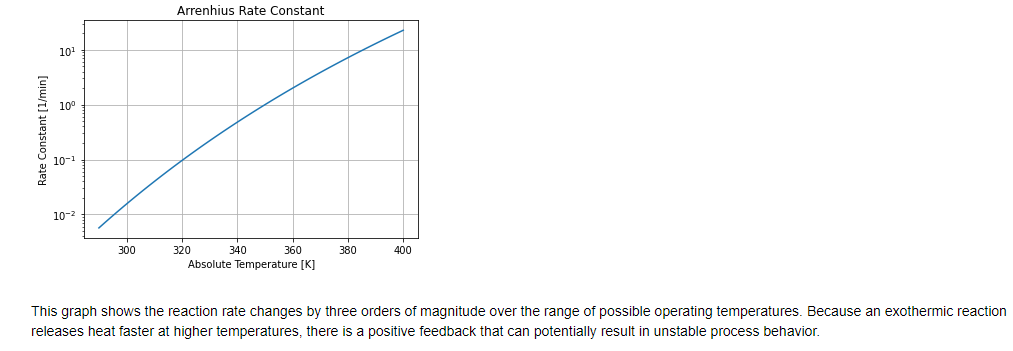 Arrenhius Rate Constant
Rate Constant [1/min]
10¹
10⁰
10⁻¹
10⁻²
300 320 340 360 380 400
Absolute Temperature [K]
This graph shows the reaction rate changes by three orders of magnitude over the range of possible operating temperatures. Because an exothermic reaction
releases heat faster at higher temperatures, there is a positive feedback that can potentially result in unstable process behavior.